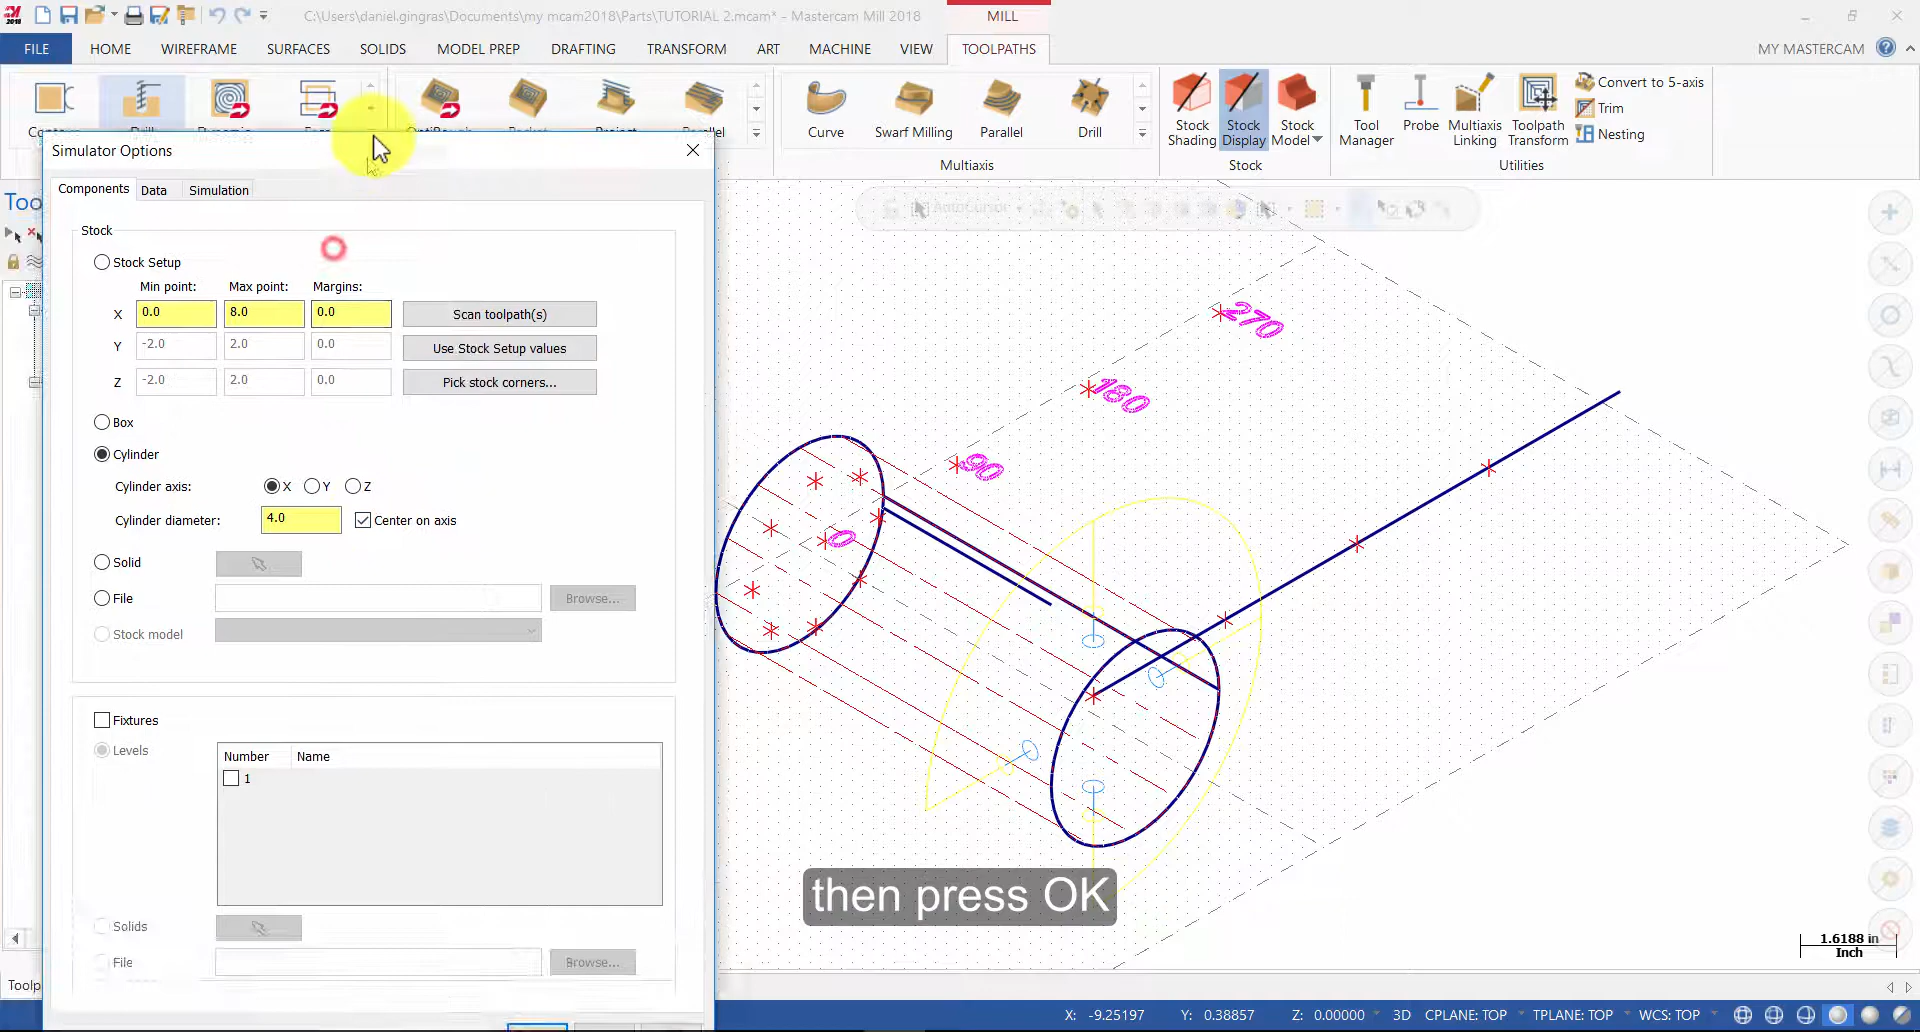 2018
C:\Users\daniel.gingras\Documents\my mcam2018\Parts\TUTORIAL 2.mcam* - Mastercam Mill 2018
MILL
FILE HOME WIREFRAME SURFACES SOLIDS MODEL PREP DRAFTING TRANSFORM ART MACHINE VIEW TOOLPATHS MY MASTERCAM
Curve Swarf Milling Parallel Drill
Multiaxis
Stock Shading Stock Display Stock Model
Stock
Tool Manager Probe Multiaxis Linking Toolpath Transform
Convert to 5-axis
Trim
Nesting
Utilities
Simulator Options
Components Data Simulation
Stock
Stock Setup
Min point: Max point: Margins:
X 0.0 8.0 0.0 Scan toolpath(s)
Y -2.0 2.0 0.0 Use Stock Setup values
Z -2.0 2.0 0.0 Pick stock corners...
Box
Cylinder
Cylinder axis: X Y Z
Cylinder diameter: 4.0 Center on axis
Solid
File Browse...
Stock model
Fixtures
Levels
Number Name
1
Solids
File Browse...
AutoCursor
270
180
90
0
then press OK
1.6188 in
Inch
X: -9.25197 Y: 0.38857 Z: 0.00000 3D CPLANE: TOP TPLANE: TOP WCS: TOP